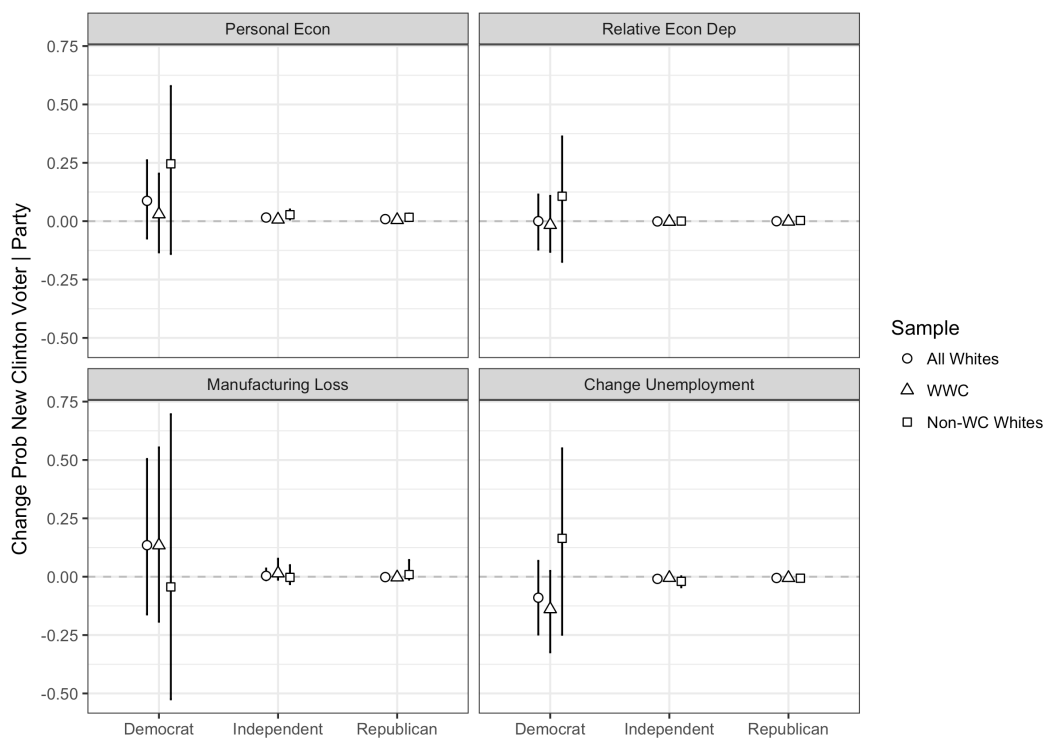 Personal Econ
Relative Econ Dep
0.75
0.50
0.25
0.00
-0.25
-0.50
Manufacturing Loss
Change Unemployment
0.75
0.50
0.25
0.00
-0.25
-0.50
Democrat
Independent
Republican
Democrat
Independent
Republican
Change Prob New Clinton Voter | Party
Sample
All Whites
WWC
Non-WC Whites